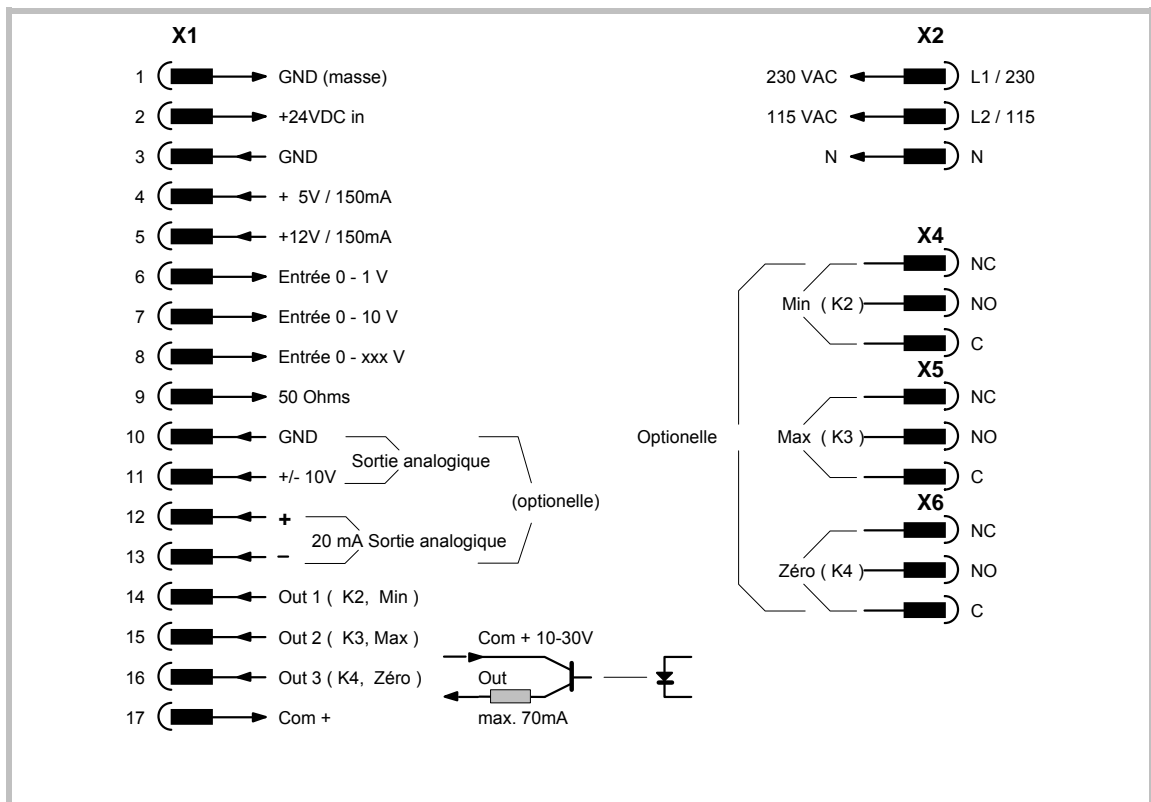 X1
1 GND (masse)
2 +24VDC in
3 GND
4 + 5V / 150mA
5 +12V / 150mA
6 Entrée 0 - 1 V
7 Entrée 0 - 10 V
8 Entrée 0 - xxx V
9 50 Ohms
10 GND
Sortie analogique
11 +/- 10V
(optionelle)
12 +
20 mA Sortie analogique
13 –
14 Out 1 ( K2, Min )
15 Out 2 ( K3, Max )
16 Out 3 ( K4, Zéro )
17 Com +
Com + 10-30V
Out
max. 70mA
X2
230 VAC L1 / 230
115 VAC L2 / 115
N N
X4
NC
Min ( K2 ) NO
C
X5
NC
Optionelle Max ( K3 ) NO
C
X6
NC
Zéro ( K4 ) NO
C